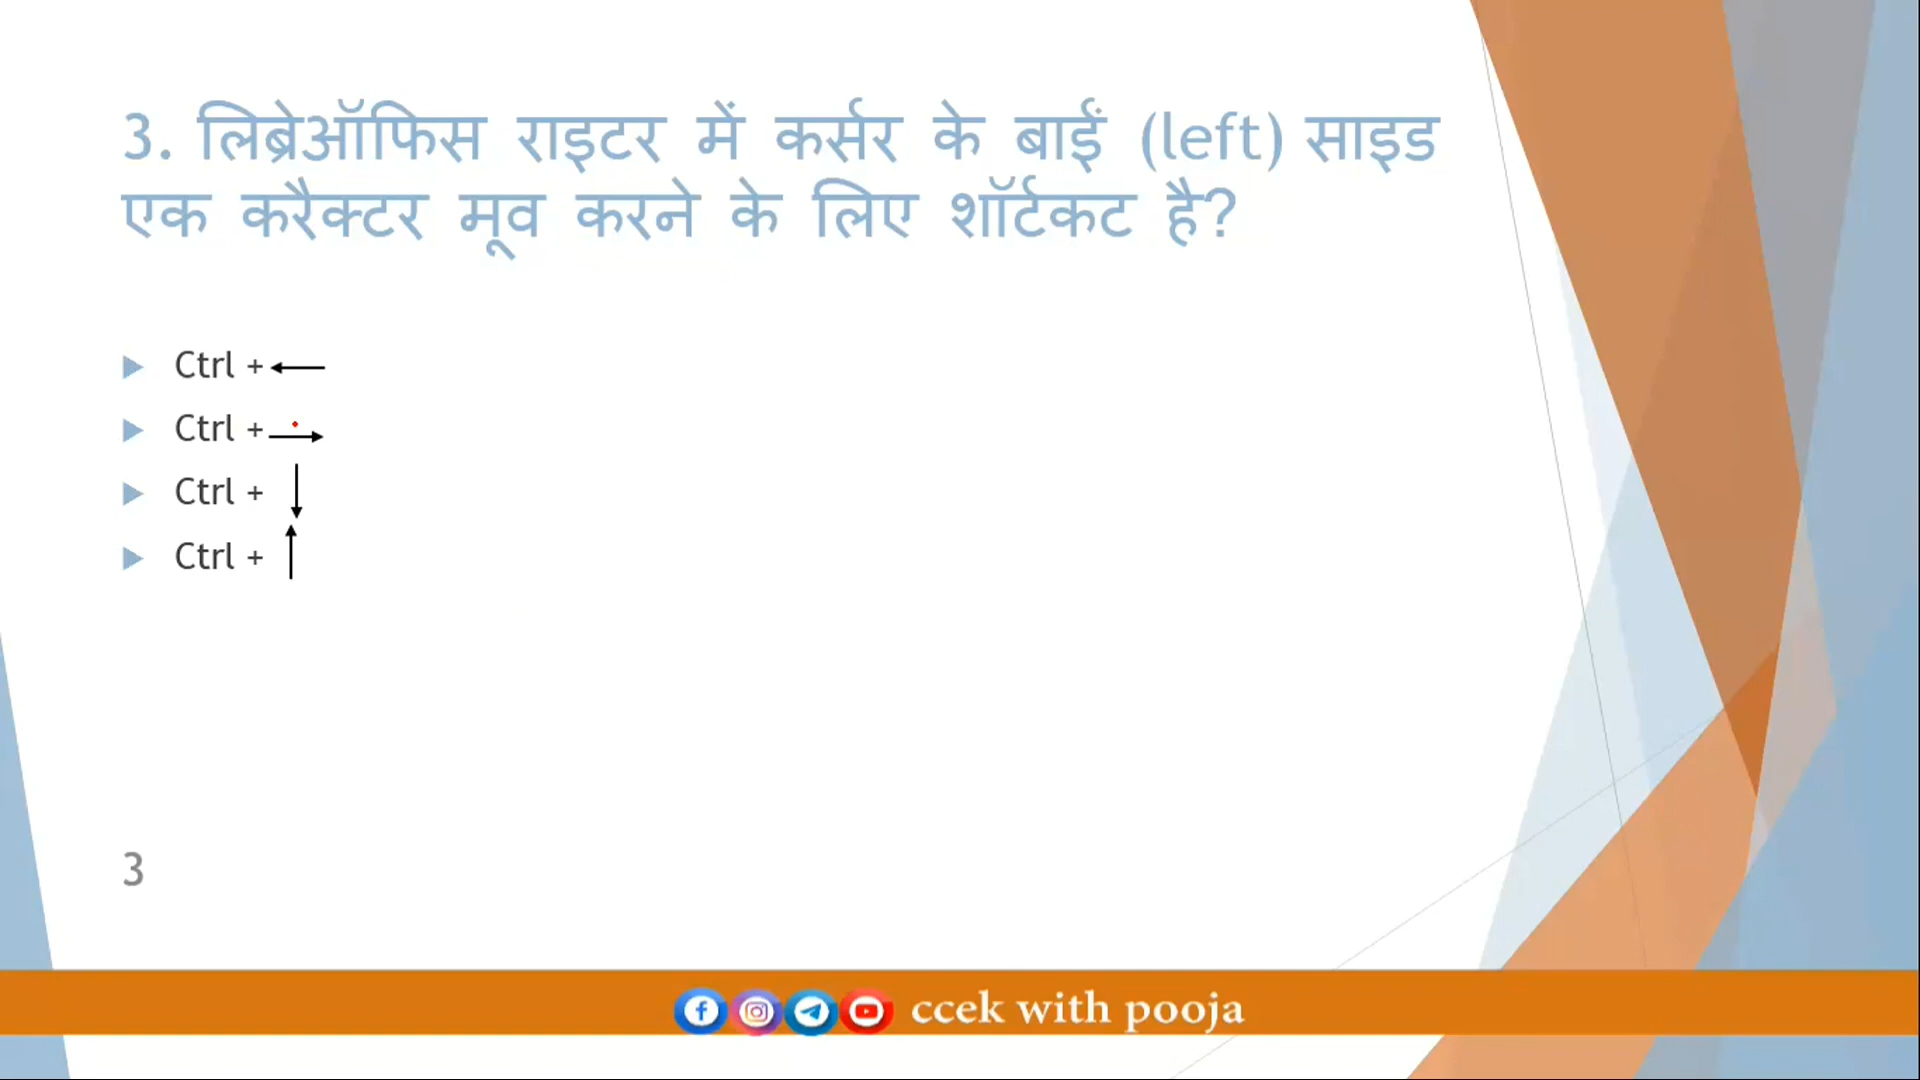 3. लिब्रेऑफिस राइटर में कर्सर के बाईं (left) साइड
एक करैक्टर मूव करने के लिए शॉर्टकट है?
Ctrl + ←
Ctrl + →
Ctrl + ↓
Ctrl + ↑
3
ccek with pooja